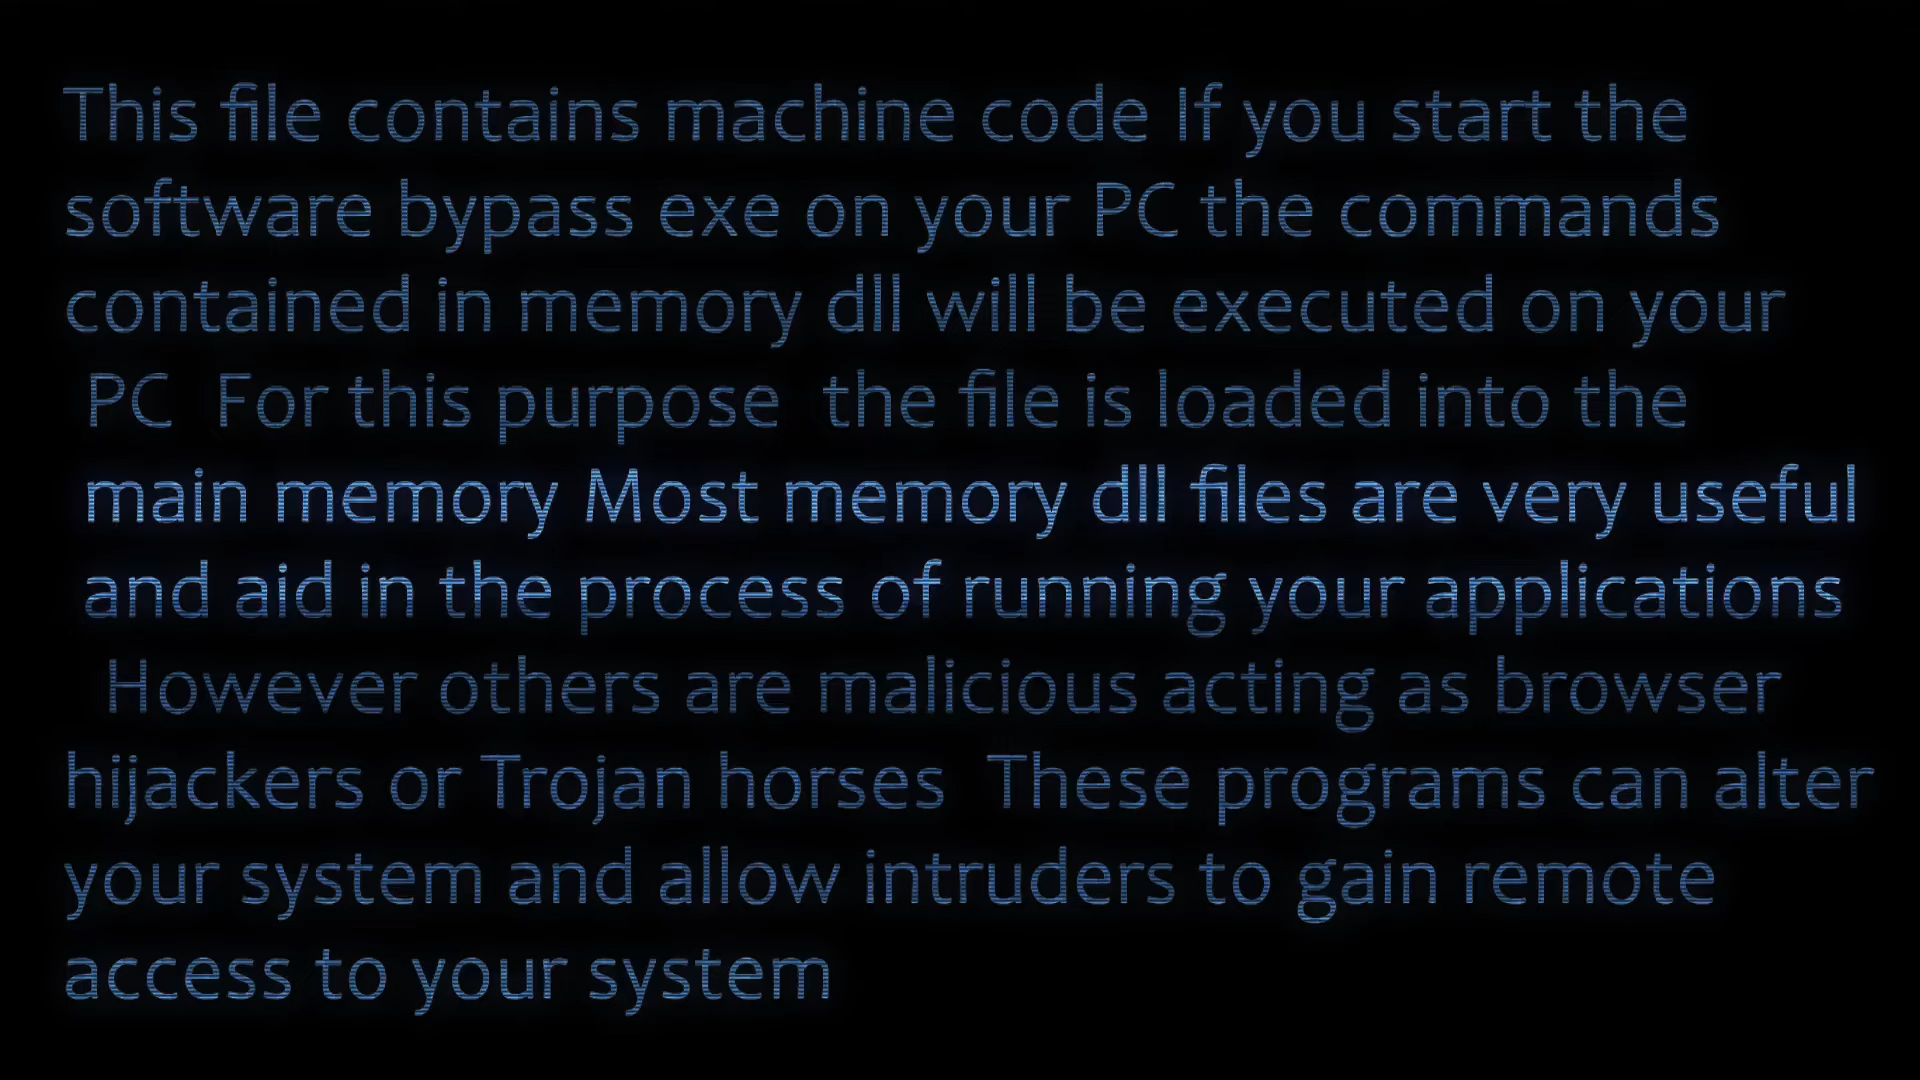 This file contains machine code If you start the
software bypass exe on your PC the commands
contained in memory dll will be executed on your
PC For this purpose the file is loaded into the
main memory Most memory dll files are very useful
and aid in the process of running your applications
However others are malicious acting as browser
hijackers or Trojan horses These programs can alter
your system and allow intruders to gain remote
access to your system